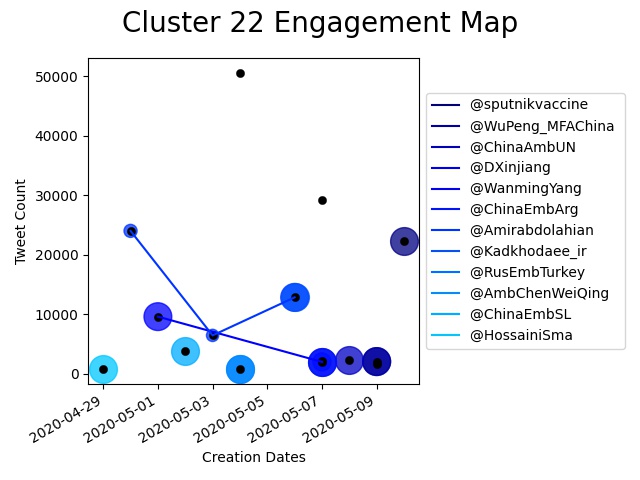 Cluster 22 Engagement Map
50000
40000
30000
20000
10000
0
Tweet Count
2020-04-29
2020-05-01
2020-05-03
2020-05-05
2020-05-07
2020-05-09
Creation Dates
@sputnikvaccine
@WuPeng_MFAChina
@ChinaAmbUN
@DXinjiang
@WanmingYang
@ChinaEmbArg
@Amirabdolahian
@Kadkhodaee_ir
@RusEmbTurkey
@AmbChenWeiQing
@ChinaEmbSL
@HossainiSma